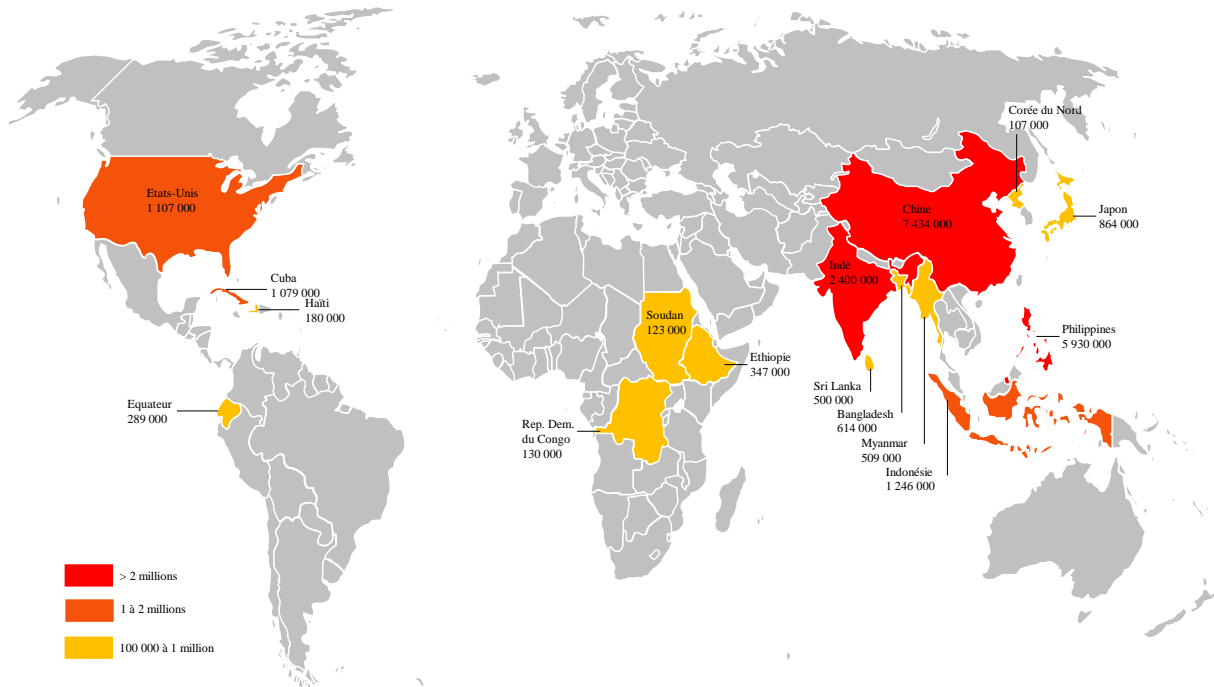 Corée du Nord
107 000
Etats-Unis
1 107 000
Chine
7 434 000
Japon
864 000
Inde
2 400 000
Cuba
1 079 000
Haïti
180 000
Soudan
123 000
Philippines
5 930 000
Ethiopie
347 000
Sri Lanka
500 000
Equateur
289 000
Bangladesh
614 000
Rep. Dem.
du Congo
130 000
Myanmar
509 000
Indonésie
1 246 000
> 2 millions
1 à 2 millions
100 000 à 1 million